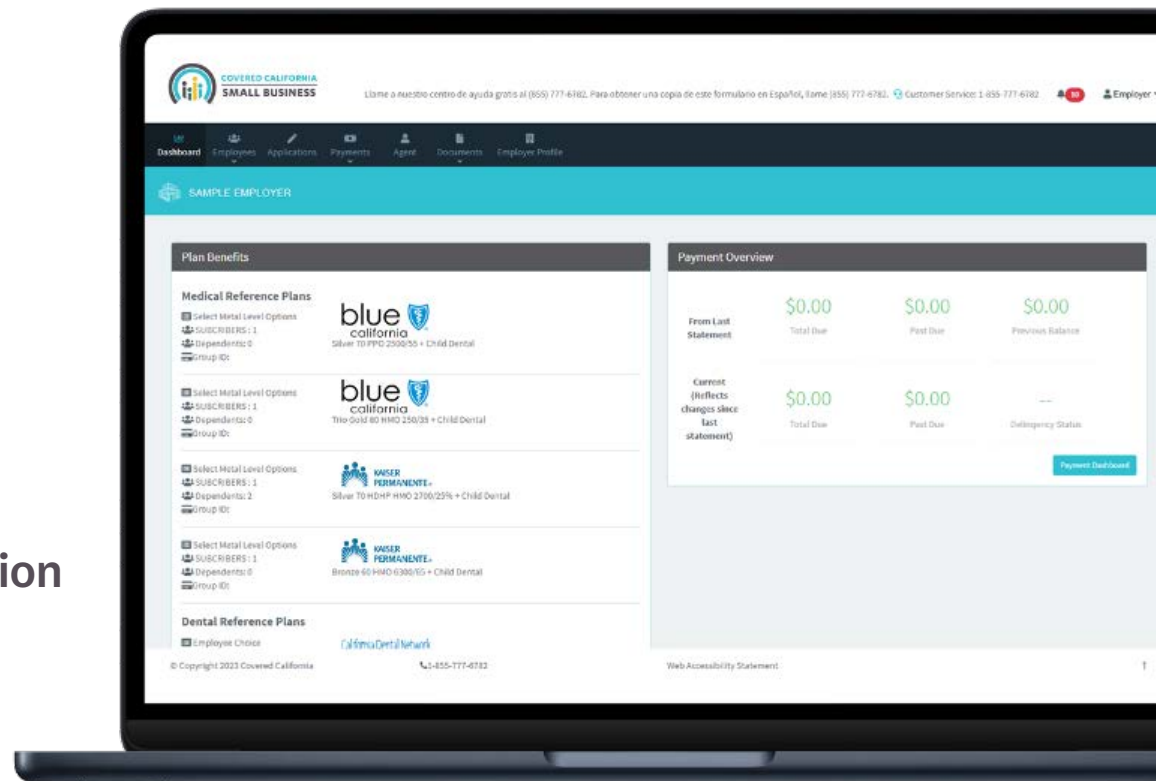 COVERED CALIFORNIA
SMALL BUSINESS
Llame a nuestro centro de ayuda gratis al (855) 777-6782. Para obtener una copia de este formulario en Español, llame (855) 777-6782. Customer Service: 1-855-777-6782
Employer
Dashboard Employees Applications Payments Agent Documents Employer Profile
SAMPLE EMPLOYER
Plan Benefits
Medical Reference Plans
Select Metal Level Options
SUBSCRIBERS : 1
Dependents: 0
Group ID:
blue
california
Silver 70 PPO 2500/55 + Child Dental
Select Metal Level Options
SUBSCRIBERS : 1
Dependents: 0
Group ID:
blue
california
Trio Gold 80 HMO 250/35 + Child Dental
Select Metal Level Options
SUBSCRIBERS : 1
Dependents: 2
Group ID:
KAISER
PERMANENTE
Silver 70 HDHP HMO 2700/25% + Child Dental
Select Metal Level Options
SUBSCRIBERS : 1
Dependents: 0
Group ID:
KAISER
PERMANENTE
Bronze 60 HMO 6300/65 + Child Dental
Dental Reference Plans
Employee Choice
California Dental Network
Payment Overview
From Last
Statement
$0.00 $0.00 $0.00
Total Due Past Due Previous Balance
Current
(Reflects
changes since
last
statement)
$0.00 $0.00 --
Total Due Past Due Delinqency Status
Payment Dashboard
© Copyright 2023 Covered California 1-855-777-6782 Web Accessibility Statement
ion